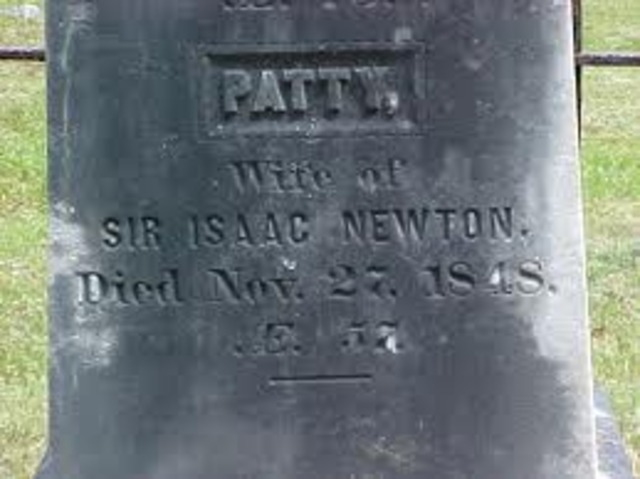 PATTY,
Wife of
SIR ISAAC NEWTON.
Died Nov. 27, 1848.
Æ. 57.